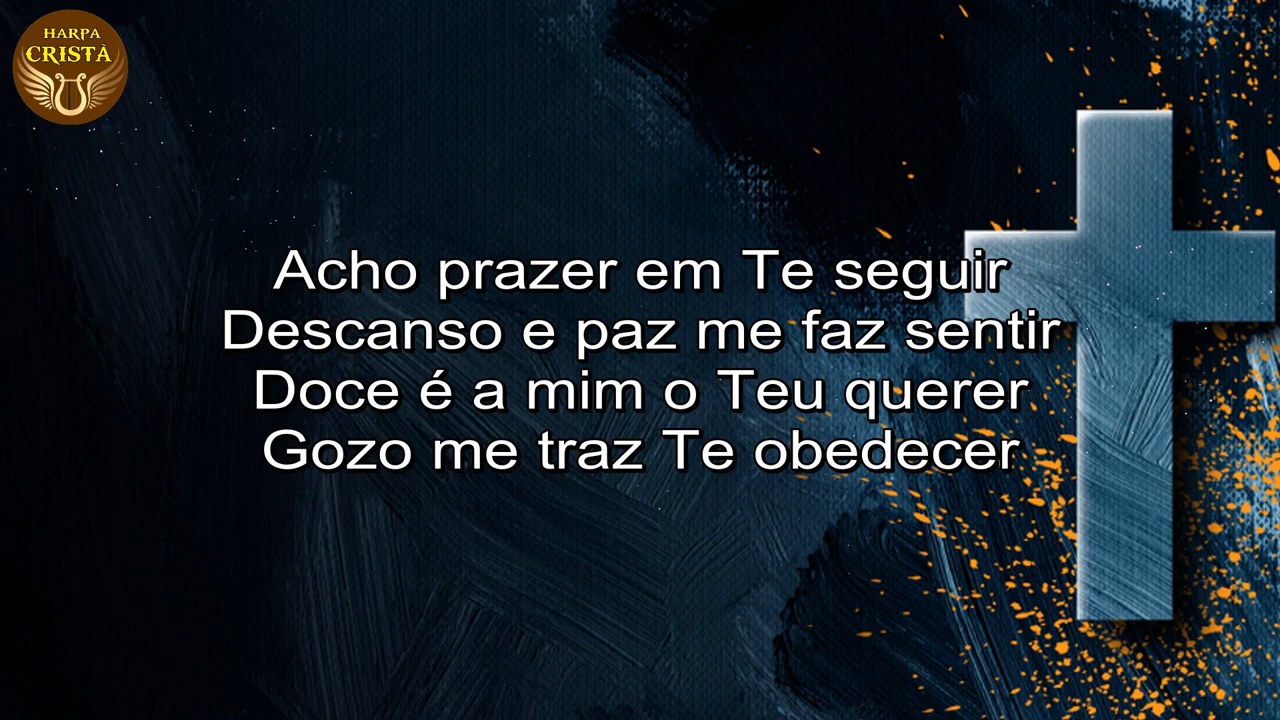 HARPA
CRISTÃ
Acho prazer em Te seguir
Descanso e paz me faz sentir
Doce é a mim o Teu querer
Gozo me traz Te obedecer